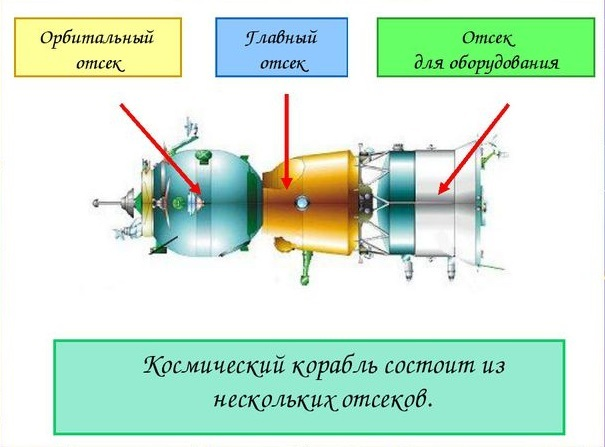 Орбитальный
отсек
Главный
отсек
Отсек
для оборудования
Космический корабль состоит из
нескольких отсеков.